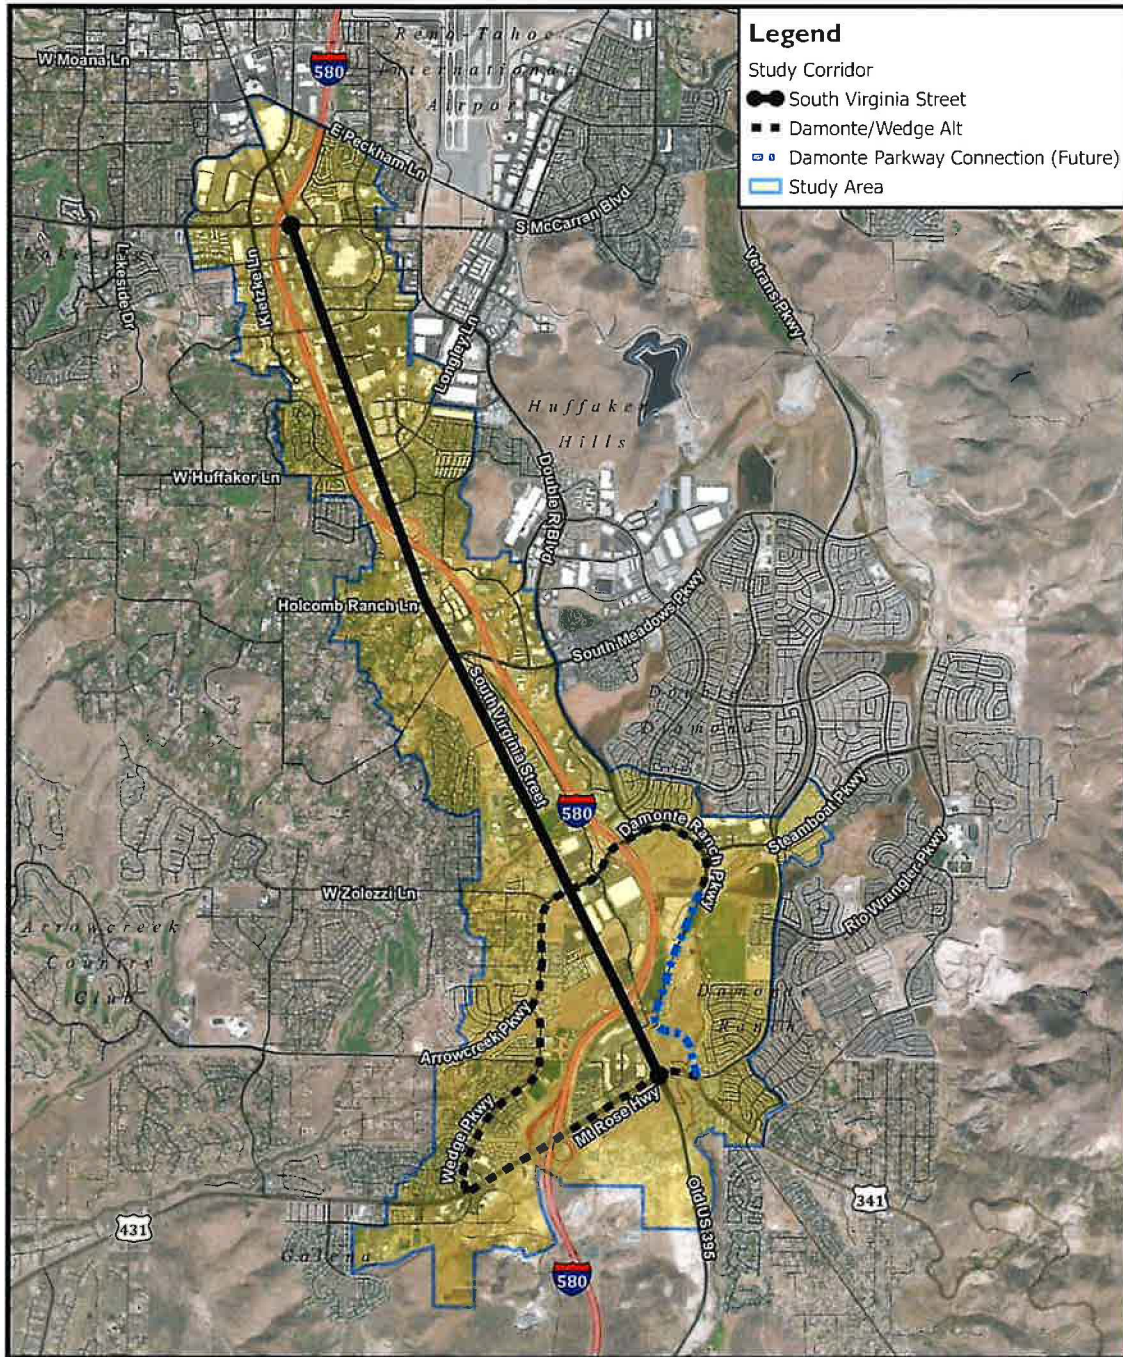 Legend
Study Corridor
South Virginia Street
Damonte/Wedge Alt
Damonte Parkway Connection (Future)
Study Area
W Moana Ln
580
Reno-Tahoe
International
Airport
E Peckham Ln
S McCarran Blvd
Lakeside Dr
Kietzke Ln
Longley Ln
Vetrans Pkwy
Huffaker
Hills
W Huffaker Ln
Double R Blvd
Holcomb Ranch Ln
South Meadows Pkwy
South Virginia Street
580
Damonte Ranch Pkwy
Steamboat Pkwy
W Zolezzi Ln
Rio Wrangler Pkwy
Arrowcreek
Country
Club
Ranch
Arrowcreek Pkwy
Wedge Pkwy
Mt Rose Hwy
Old US 395
341
431
Galena
580